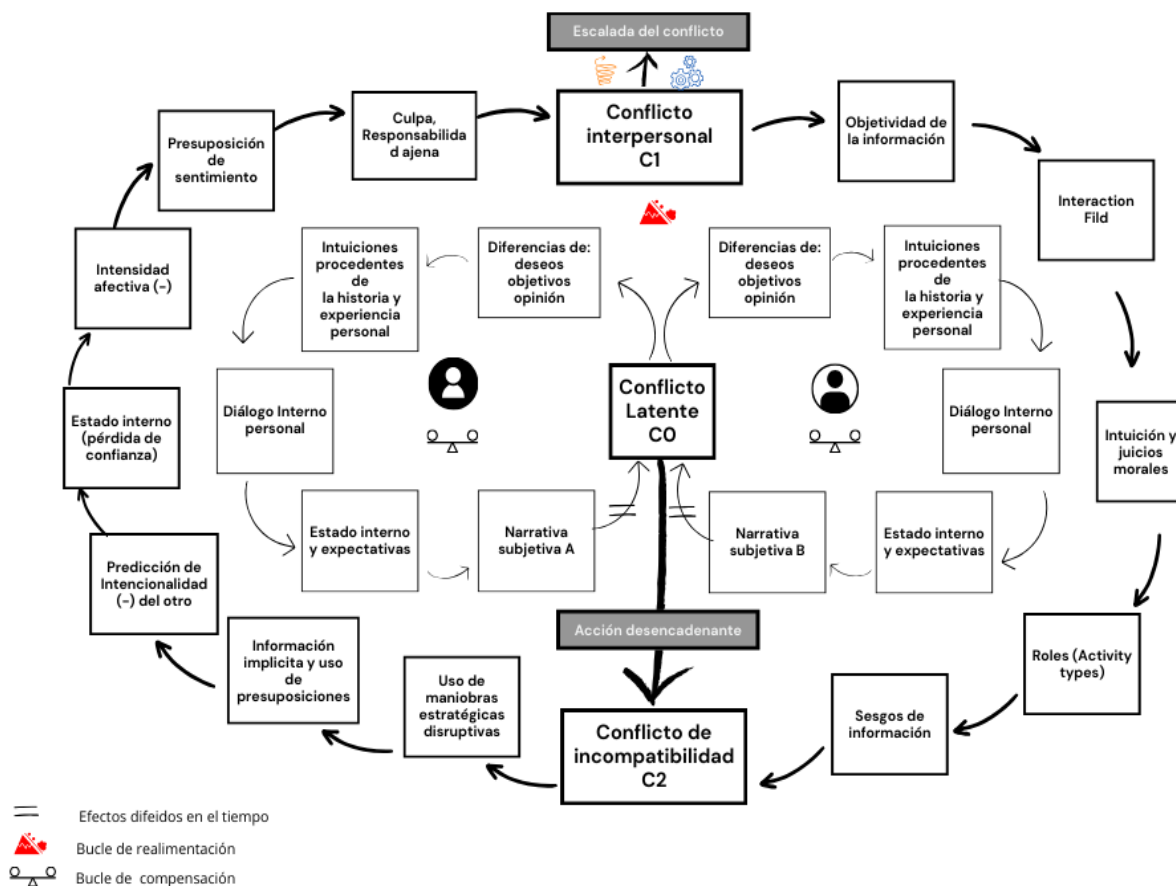 Escalada del conflicto
Conflicto
interpersonal
C1
Culpa,
Responsabilida
d ajena
Presuposición
de
sentimiento
Objetividad de
la información
Interaction
Fild
Intensidad
afectiva (-)
Intuiciones
procedentes
de
la historia y
experiencia
personal
Diferencias de:
deseos
objetivos
opinión
Diferencias de:
deseos
objetivos
opinión
Intuiciones
procedentes
de
la historia y
experiencia
personal
Estado interno
(pérdida de
confianza)
Diálogo Interno
personal
Conflicto
Latente
C0
Diálogo Interno
personal
Intuición y
juicios
morales
Predicción de
Intencionalidad
(-) del otro
Estado interno
y expectativas
Narrativa
subjetiva A
Narrativa
subjetiva B
Estado interno
y expectativas
Acción desencadenante
Información
implicita y uso
de
presuposiciones
Uso de
maniobras
estratégicas
disruptivas
Conflicto de
incompatibilidad
C2
Sesgos de
información
Roles (Activity
types)
Efectos difeidos en el tiempo
Bucle de realimentación
Bucle de compensación